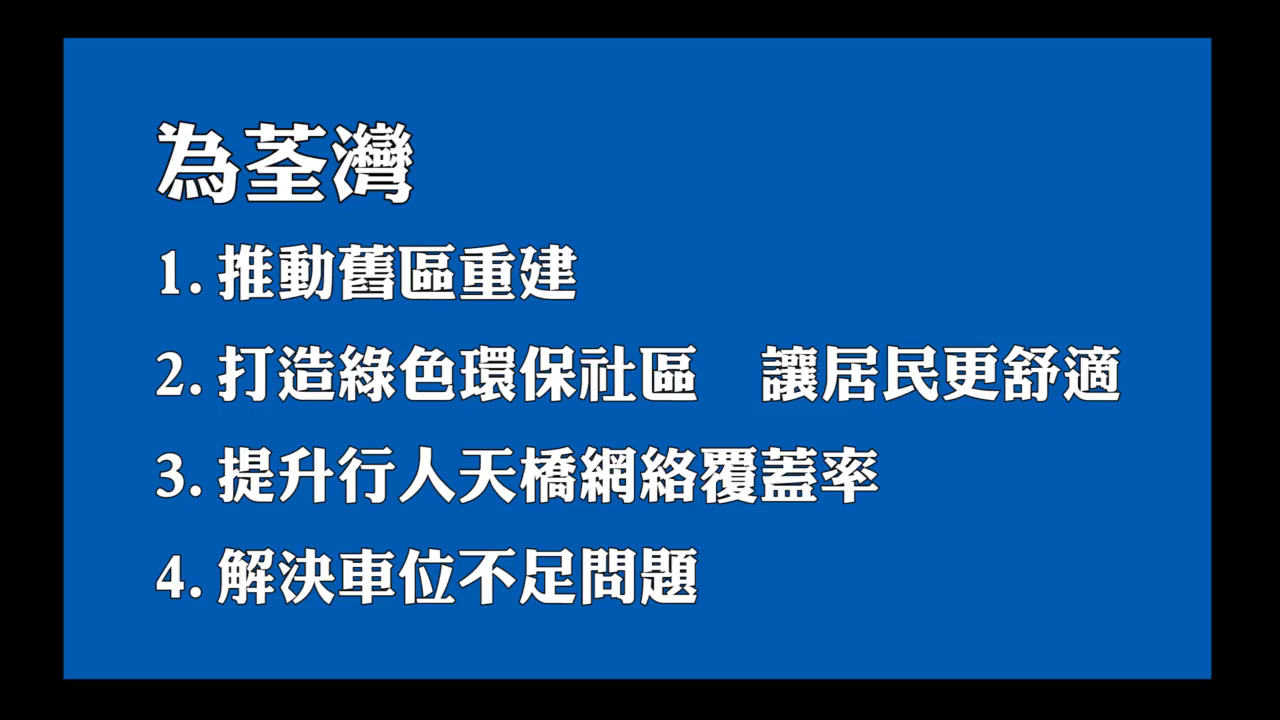 為荃灣
1. 推動舊區重建
2. 打造綠色環保社區　讓居民更舒適
3. 提升行人天橋網絡覆蓋率
4. 解決車位不足問題